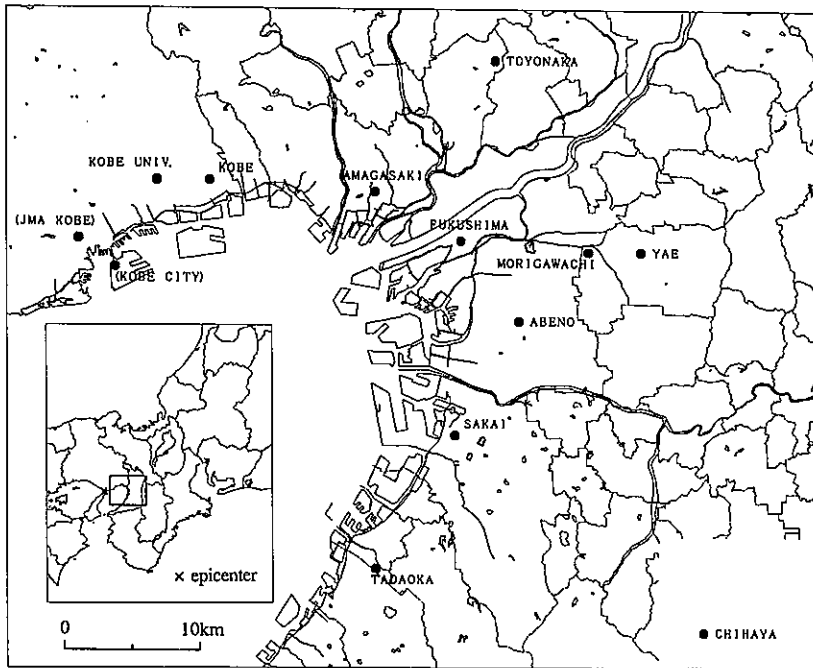 TOYONAKA
KOBE UNIV.
KOBE
AMAGASAKI
(JMA KOBE)
FUKUSHIMA
(KOBE CITY)
MORIGAWACHI
YAE
ABENO
SAKAI
× epicenter
TADAOKA
0 10km
CHIHAYA